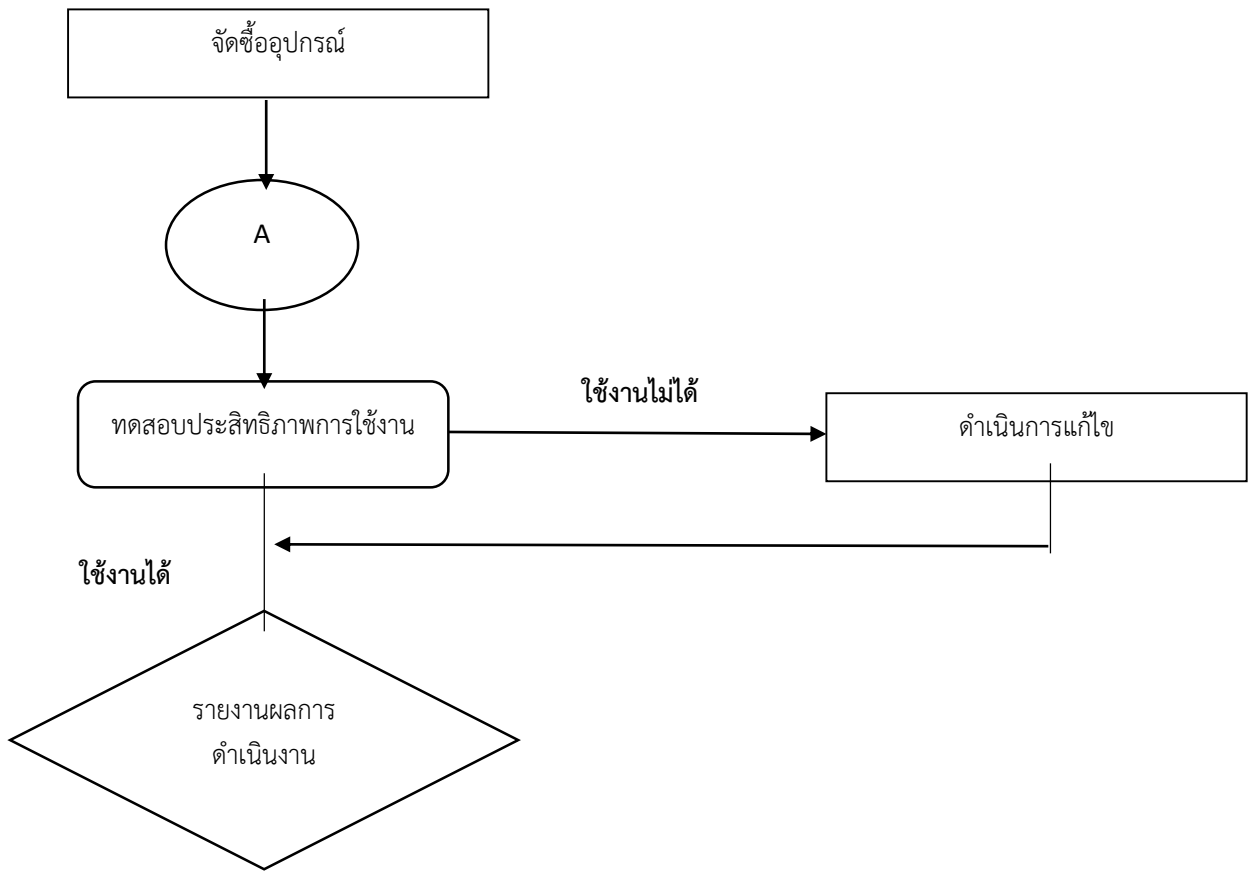 จัดซื้ออุปกรณ์
A
ใช้งานไม่ได้
ทดสอบประสิทธิภาพการใช้งาน
ดำเนินการแก้ไข
ใช้งานได้
รายงานผลการ
ดำเนินงาน